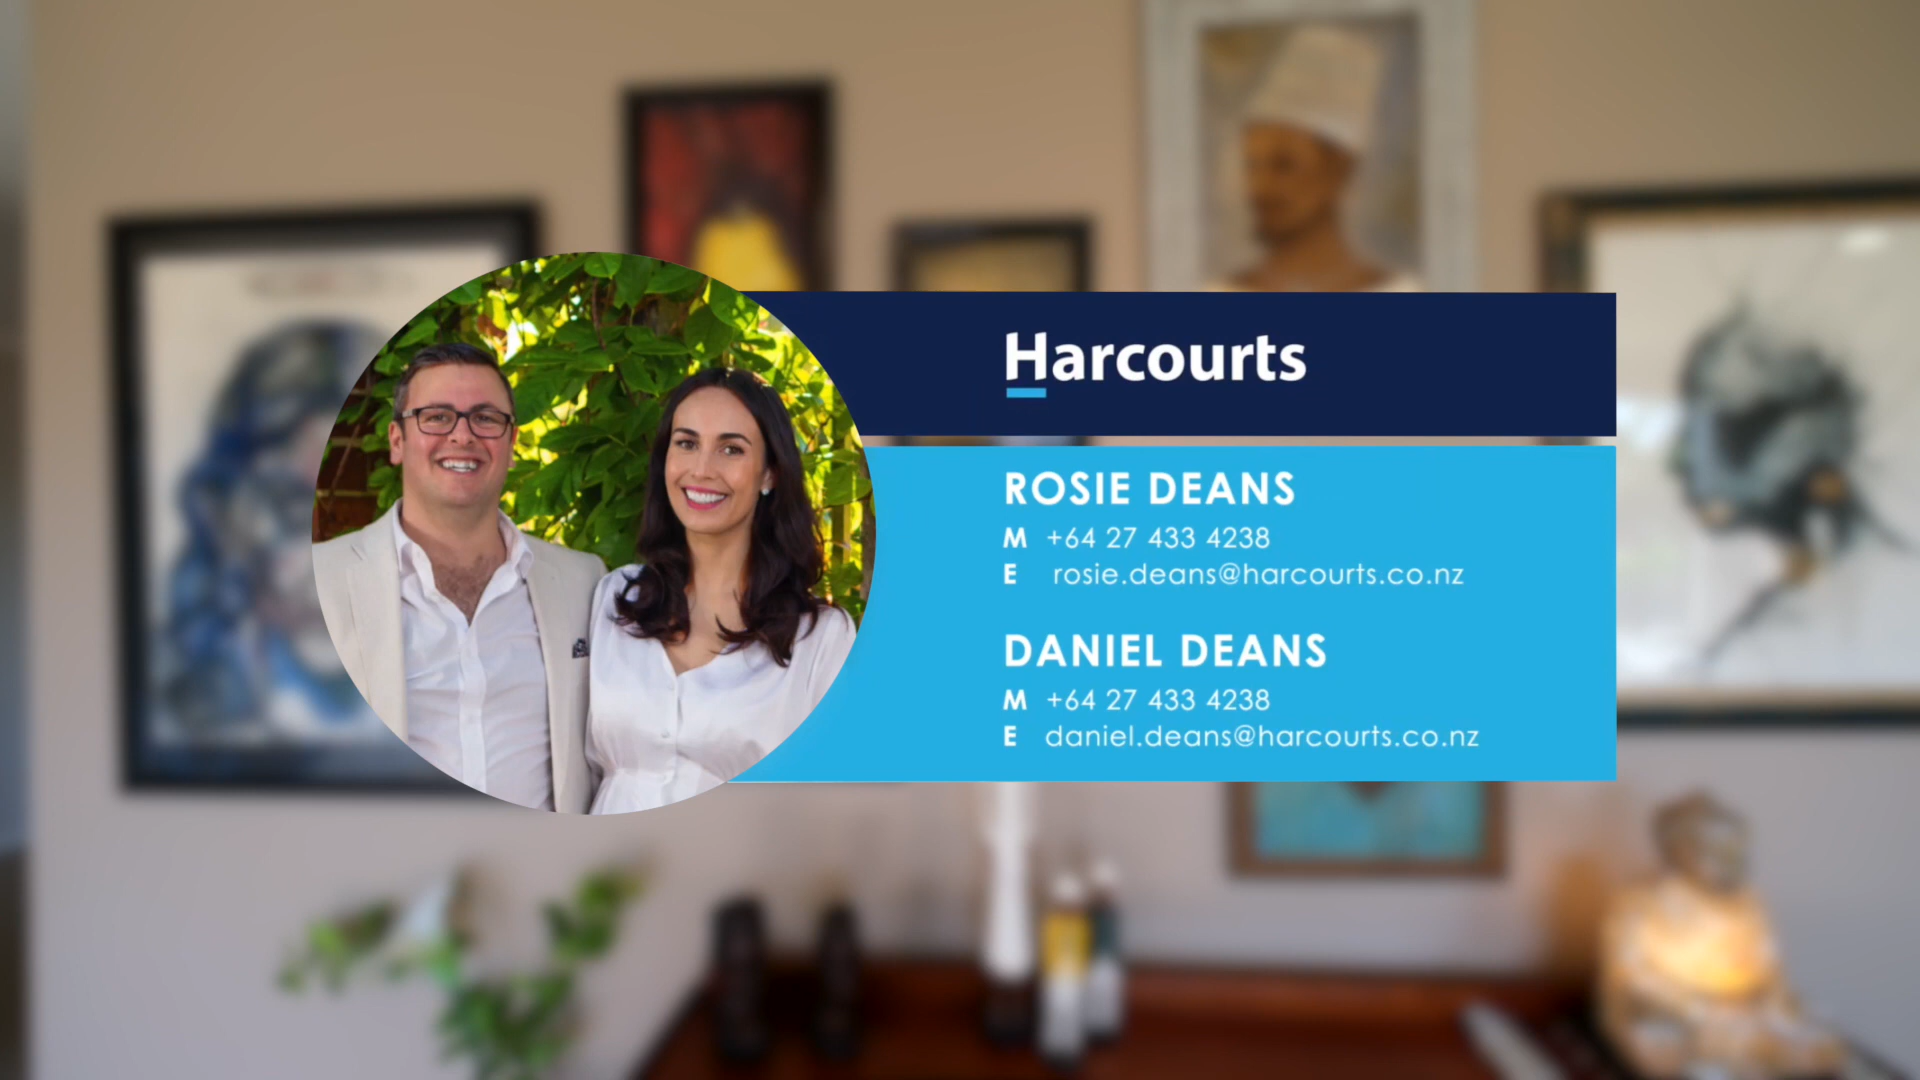 Harcourts
ROSIE DEANS
M +64 27 433 4238
E rosie.deans@harcourts.co.nz
DANIEL DEANS
M +64 27 433 4238
E daniel.deans@harcourts.co.nz